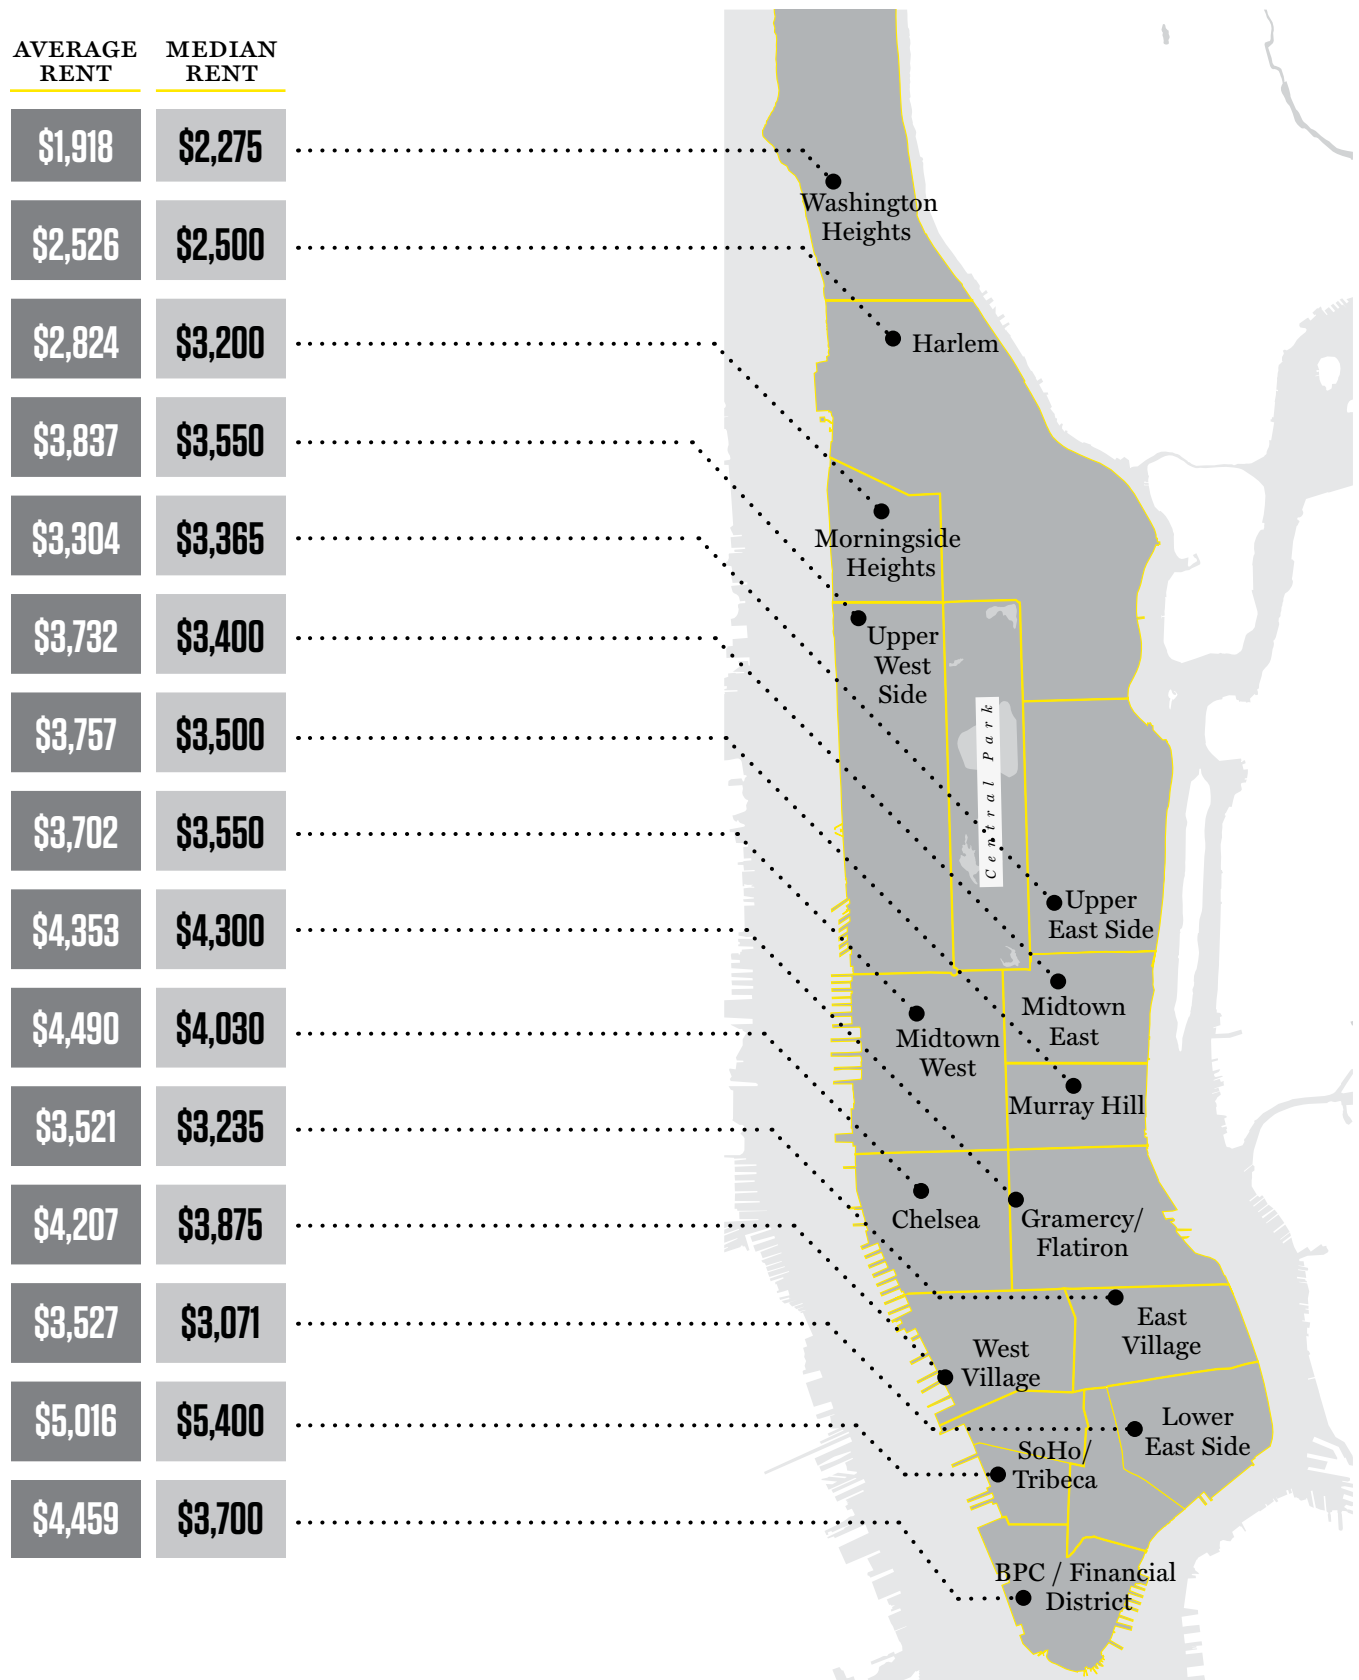 AVERAGE
RENT
MEDIAN
RENT
$1,918
$2,275
$2,526
$2,500
$2,824
$3,200
$3,837
$3,550
$3,304
$3,365
$3,732
$3,400
$3,757
$3,500
$3,702
$3,550
$4,353
$4,300
$4,490
$4,030
$3,521
$3,235
$4,207
$3,875
$3,527
$3,071
$5,016
$5,400
$4,459
$3,700
Washington
Heights
Harlem
Morningside
Heights
Upper
West
Side
Central Park
Upper
East Side
Midtown
East
Midtown
West
Murray Hill
Chelsea
Gramercy/
Flatiron
East
Village
West
Village
Lower
East Side
SoHo/
Tribeca
BPC / Financial
District